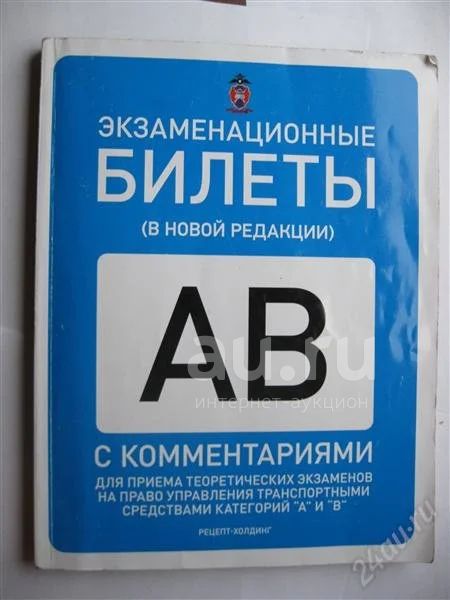 ЭКЗАМЕНАЦИОННЫЕ
БИЛЕТЫ
(В НОВОЙ РЕДАКЦИИ)
АВ
au.ru
интернет-аукцион
С КОММЕНТАРИЯМИ
ДЛЯ ПРИЕМА ТЕОРЕТИЧЕСКИХ ЭКЗАМЕНОВ
НА ПРАВО УПРАВЛЕНИЯ ТРАНСПОРТНЫМИ
СРЕДСТВАМИ КАТЕГОРИЙ "А" И "В"
РЕЦЕПТ-ХОЛДИНГ
24au.ru